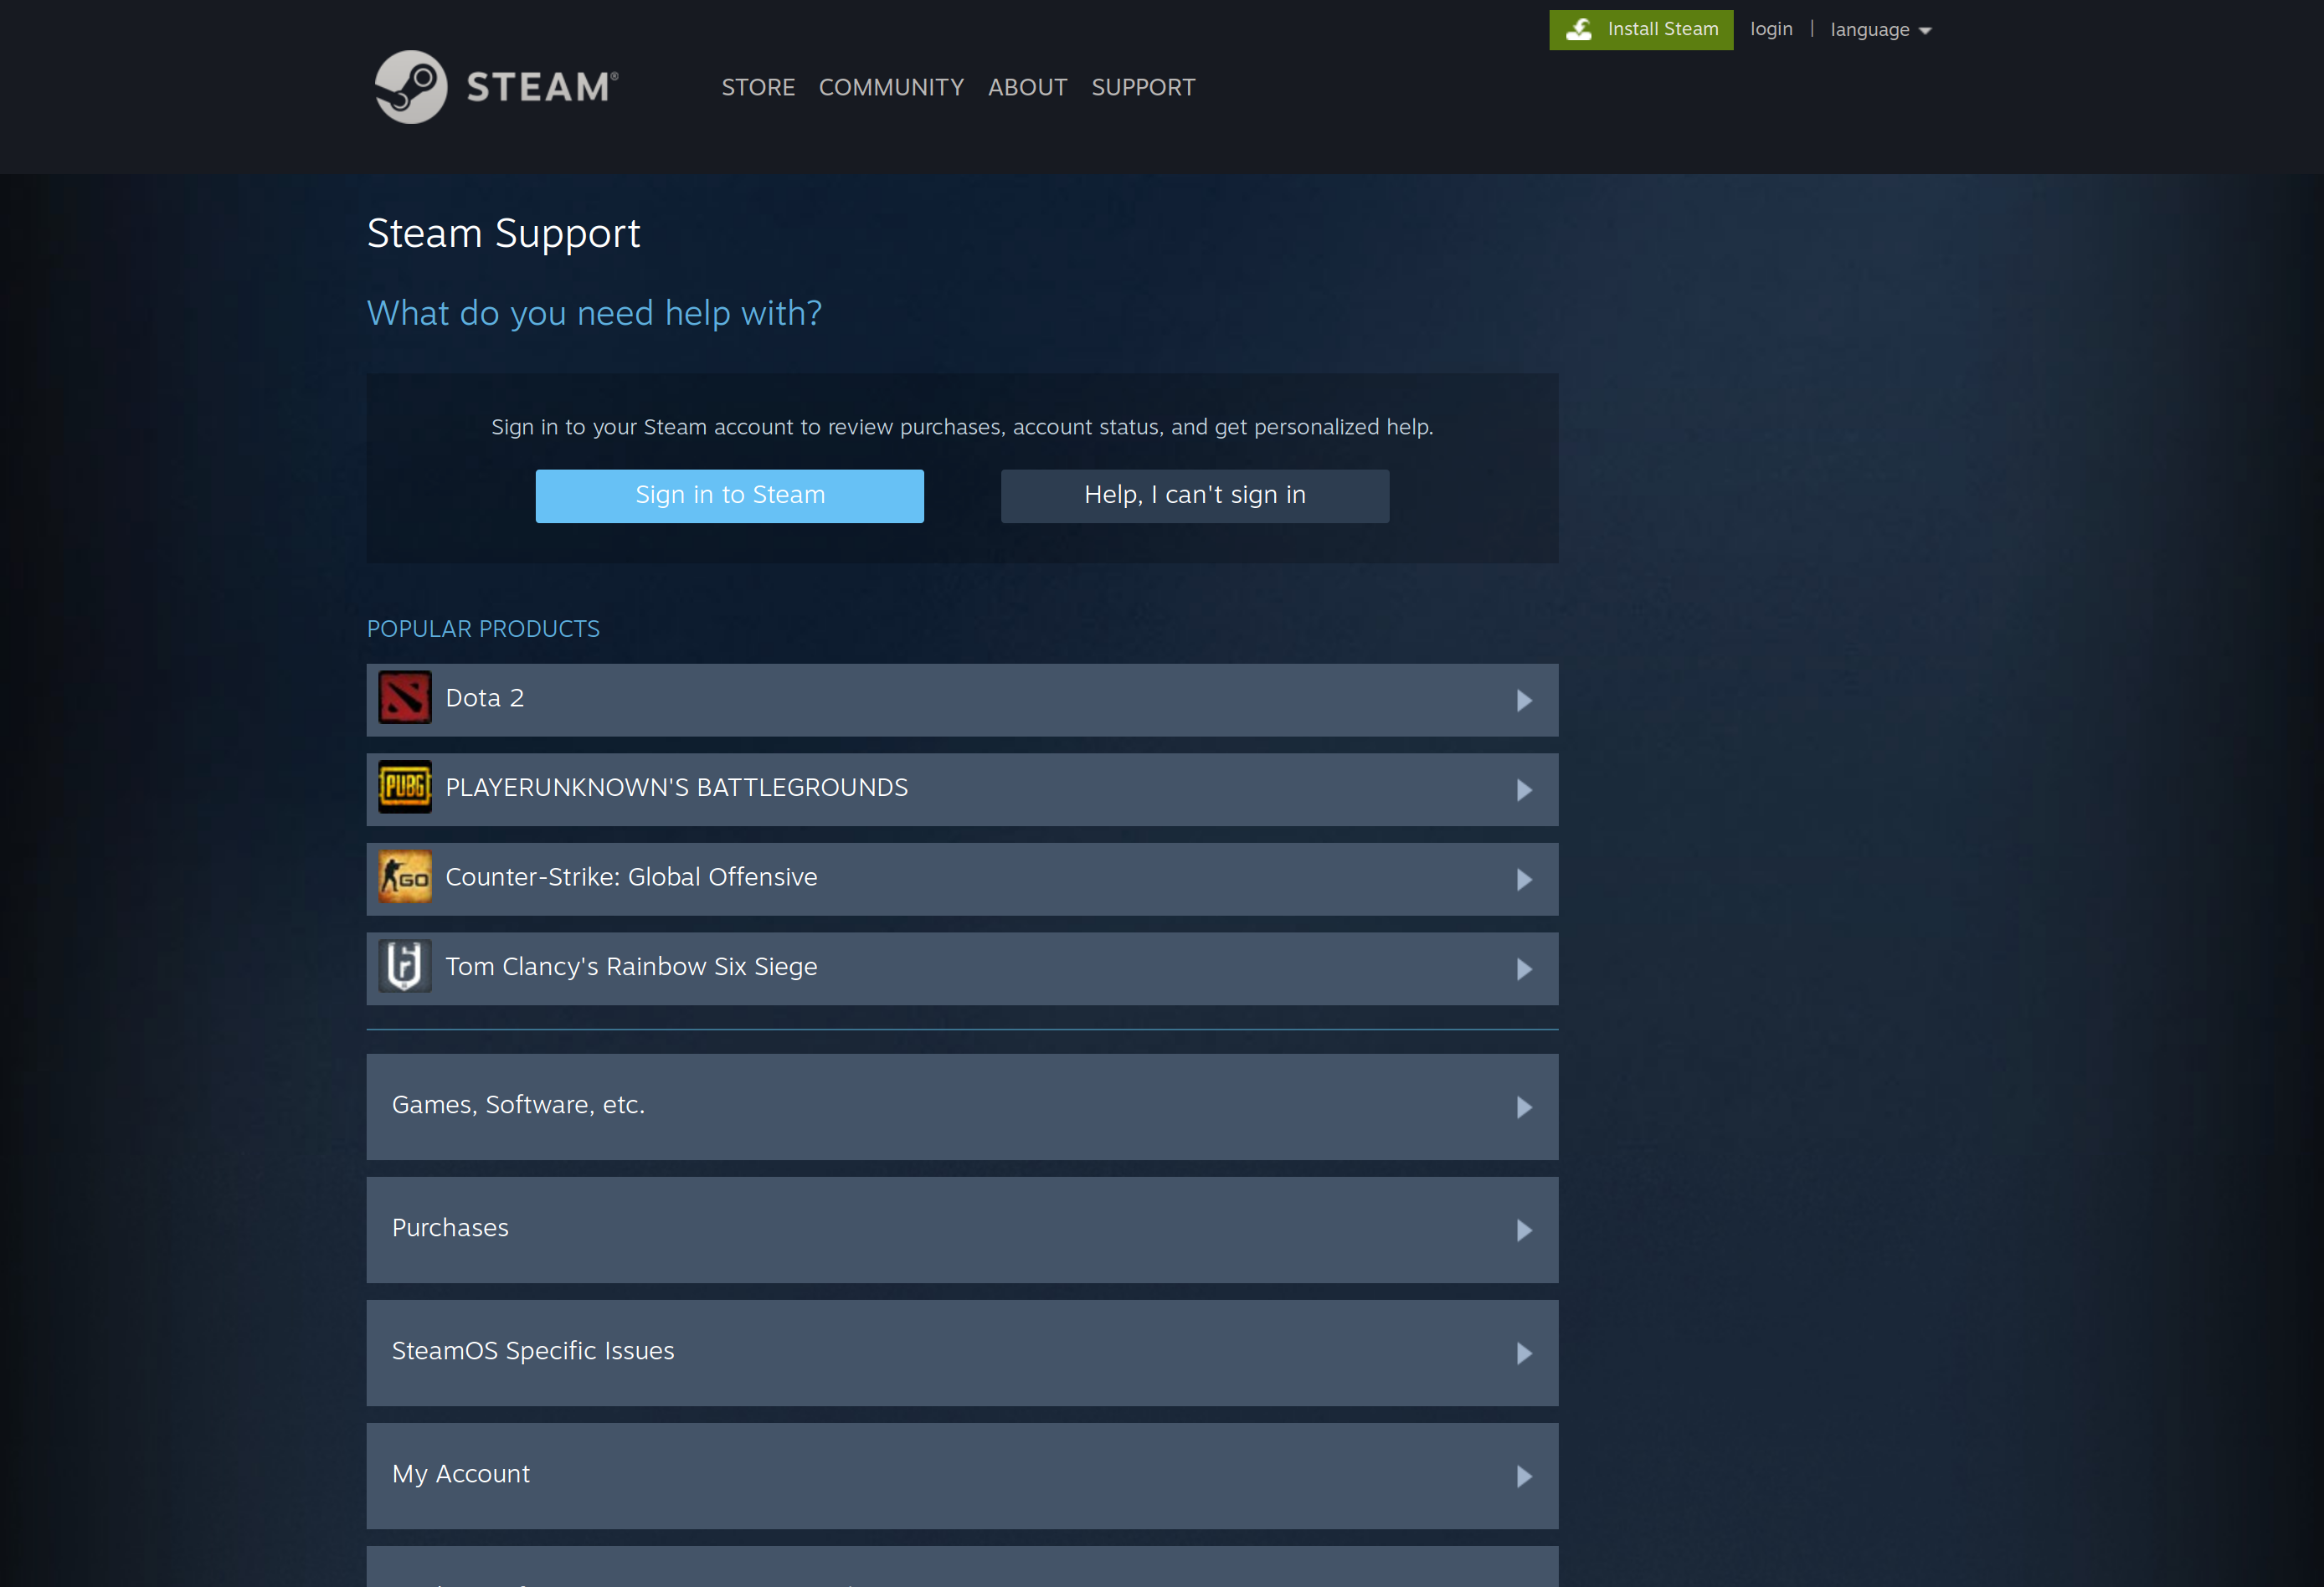 Install Steam
login | language
STEAM®
STORE COMMUNITY ABOUT SUPPORT
Steam Support
What do you need help with?
Sign in to your Steam account to review purchases, account status, and get personalized help.
Sign in to Steam
Help, I can't sign in
POPULAR PRODUCTS
Dota 2
PUBG
PLAYERUNKNOWN'S BATTLEGROUNDS
GO
Counter-Strike: Global Offensive
Tom Clancy's Rainbow Six Siege
Games, Software, etc.
Purchases
SteamOS Specific Issues
My Account